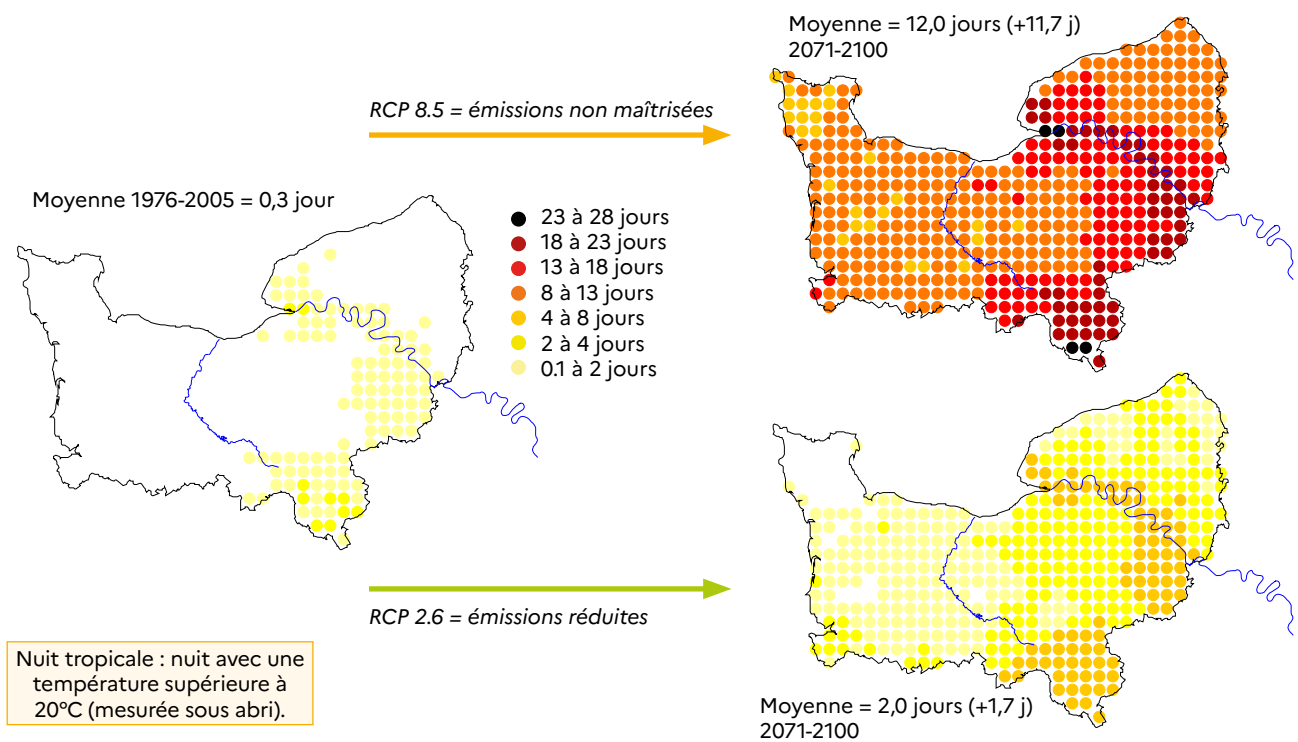 Moyenne = 12,0 jours (+11,7 j)
2071-2100
RCP 8.5 = émissions non maîtrisées
Moyenne 1976-2005 = 0,3 jour
23 à 28 jours
18 à 23 jours
13 à 18 jours
8 à 13 jours
4 à 8 jours
2 à 4 jours
0.1 à 2 jours
RCP 2.6 = émissions réduites
Nuit tropicale : nuit avec une
température supérieure à
20°C (mesurée sous abri).
Moyenne = 2,0 jours (+1,7 j)
2071-2100